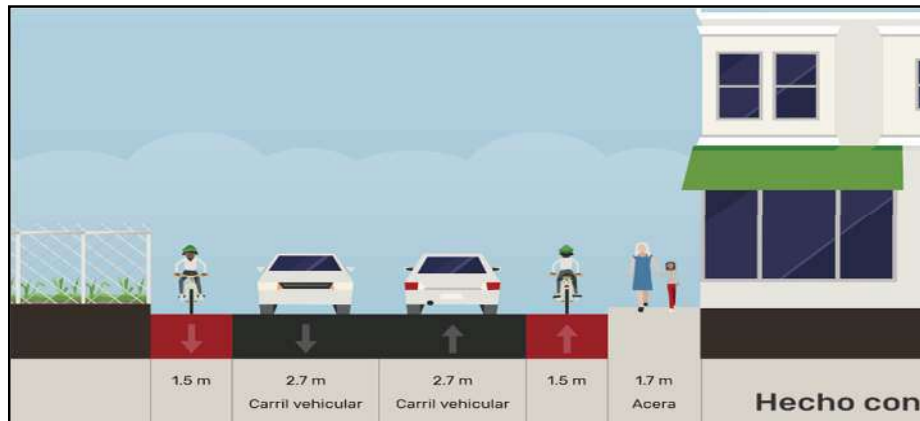 1.5 m
2.7 m
Carril vehicular
2.7 m
Carril vehicular
1.5 m
1.7 m
Acera
Hecho con